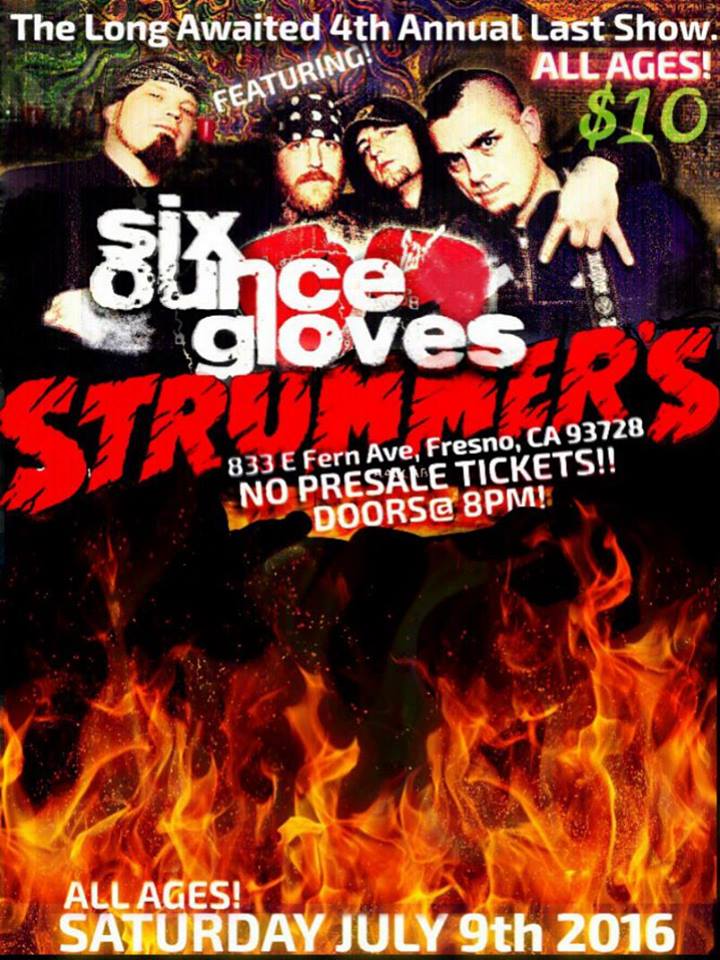 The Long Awaited 4th Annual Last Show.
FEATURING!
ALL AGES!
$10
six
ounce
gloves
STRUMMER'S
833 E Fern Ave, Fresno, CA 93728
NO PRESALE TICKETS!!
DOORS@ 8PM!
ALL AGES!
SATURDAY JULY 9th 2016